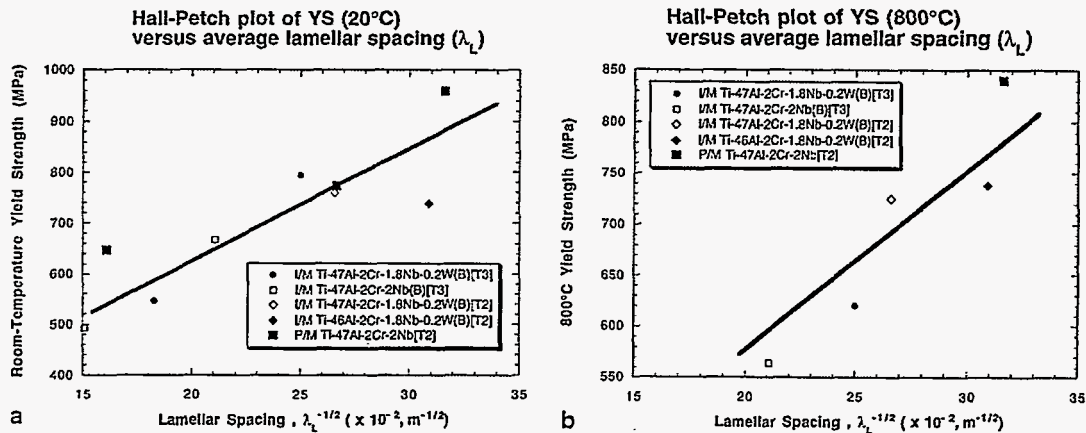 Hall-Petch plot of YS (20°C)
versus average lamellar spacing (λL)
Room-Temperature Yield Strength (MPa)
1000
900
800
700
600
500
400
I/M Ti-47Al-2Cr-1.8Nb-0.2W(B)[T3]
I/M Ti-47Al-2Cr-2Nb(B)[T3]
I/M Ti-47Al-2Cr-1.8Nb-0.2W(B)[T2]
I/M Ti-46Al-2Cr-1.8Nb-0.2W(B)[T2]
P/M Ti-47Al-2Cr-2Nb[T2]
15 20 25 30 35
a
Lamellar Spacing , λL^-1/2 ( x 10^-2, m^-1/2)
Hall-Petch plot of YS (800°C)
versus average lamellar spacing (λL)
800°C Yield Strength (MPa)
850
800
750
700
650
600
550
I/M Ti-47Al-2Cr-1.8Nb-0.2W(B)[T3]
I/M Ti-47Al-2Cr-2Nb(B)[T3]
I/M Ti-47Al-2Cr-1.8Nb-0.2W(B)[T2]
I/M Ti-46Al-2Cr-1.8Nb-0.2W(B)[T2]
P/M Ti-47Al-2Cr-2Nb[T2]
15 20 25 30 35
b
Lamellar Spacing , λL^-1/2 ( x 10^-2, m^-1/2)